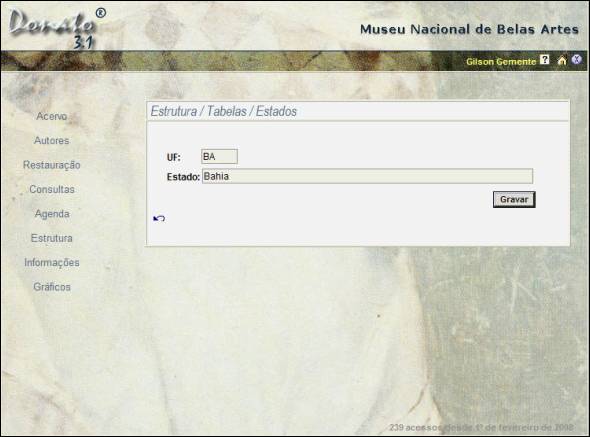 Donato ®
3.1
Museu Nacional de Belas Artes
Gilson Gemente ? X
Acervo
Autores
Restauração
Consultas
Agenda
Estrutura
Informações
Gráficos
Estrutura / Tabelas / Estados
UF: BA
Estado: Bahia
Gravar
239 acessos desde 1º de fevereiro de 2008